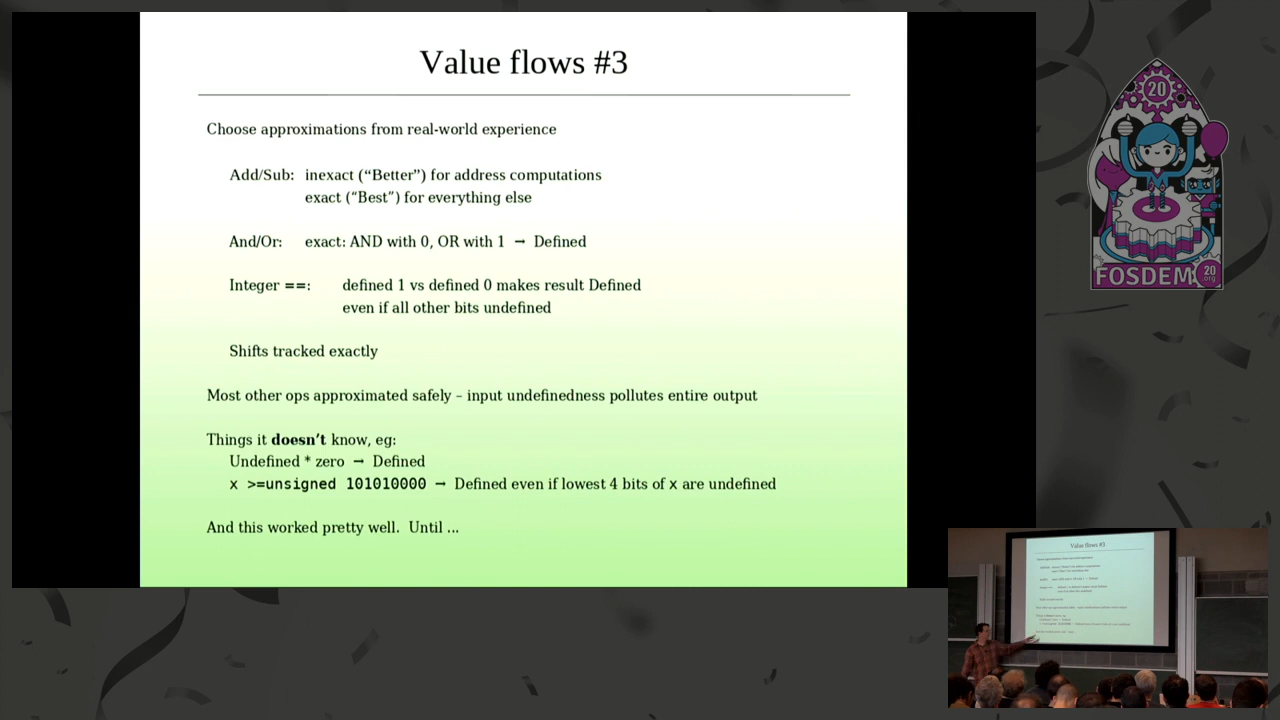 Value flows #3
Choose approximations from real-world experience
Add/Sub: inexact (“Better”) for address computations
exact (“Best”) for everything else
And/Or: exact: AND with 0, OR with 1 → Defined
Integer ==: defined 1 vs defined 0 makes result Defined
even if all other bits undefined
Shifts tracked exactly
Most other ops approximated safely – input undefinedness pollutes entire output
Things it doesn’t know, eg:
Undefined * zero → Defined
x >=unsigned 101010000 → Defined even if lowest 4 bits of x are undefined
And this worked pretty well. Until ...
20
FOSDEM 20
.org
Value flows #3